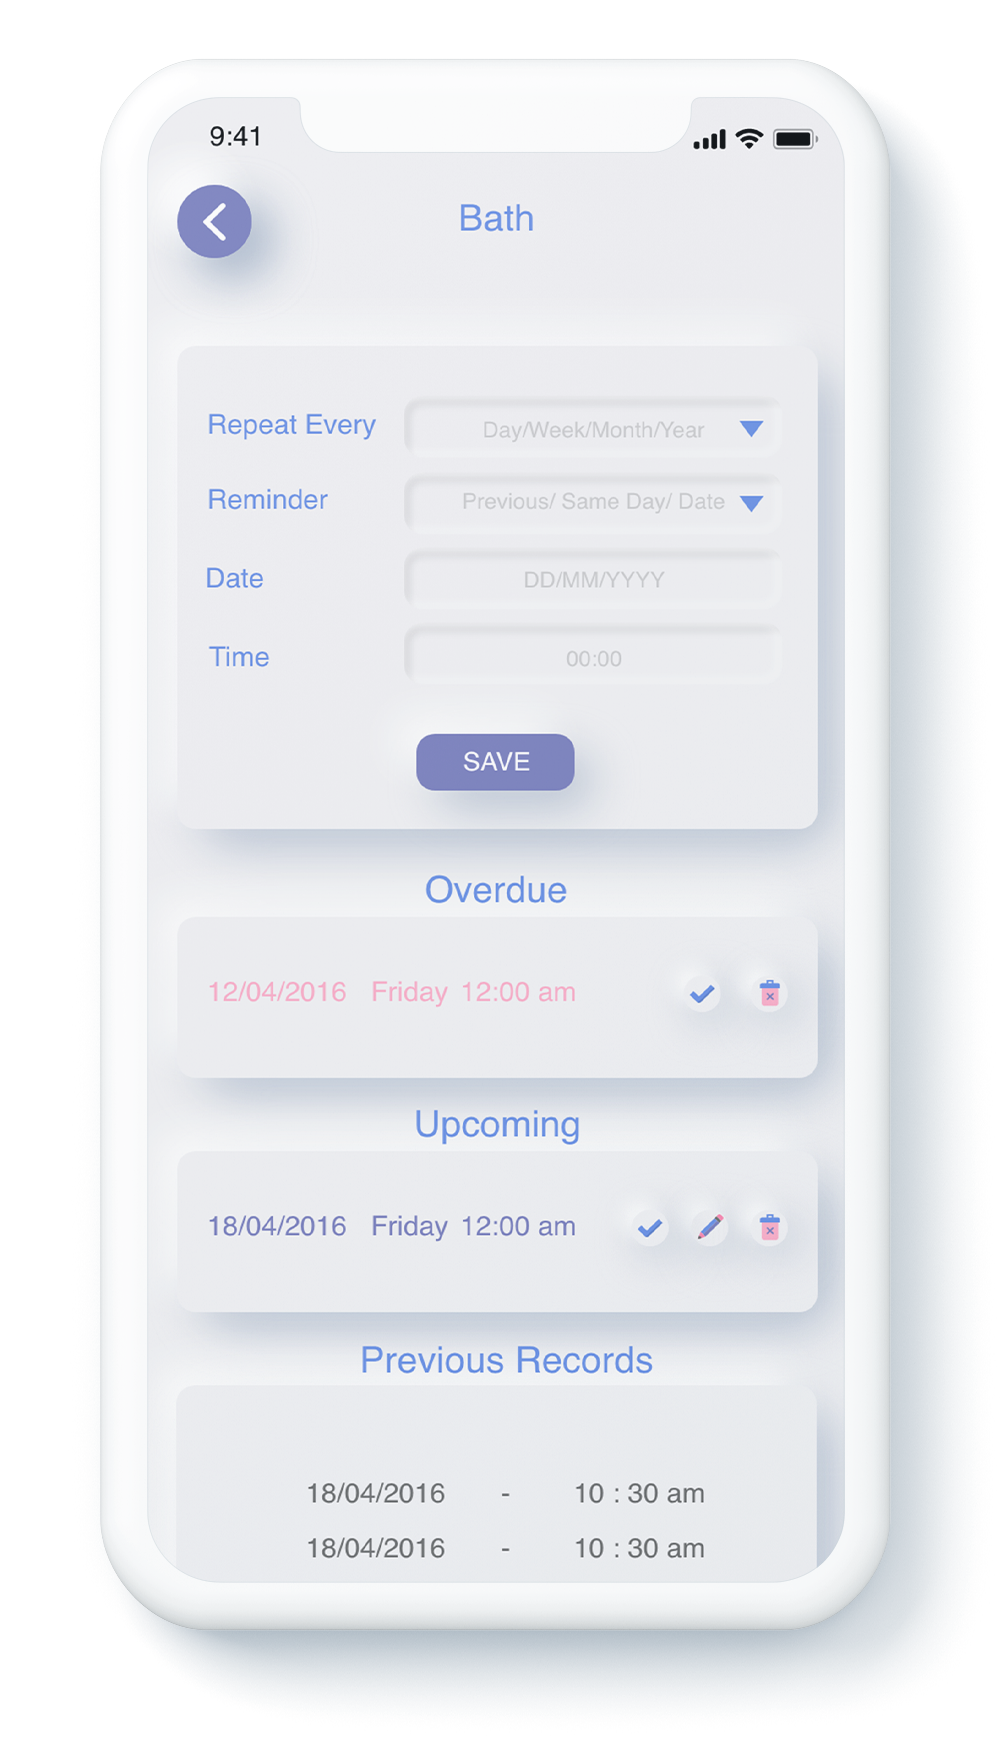 9:41
Bath
Repeat Every Day/Week/Month/Year
Reminder Previous/ Same Day/ Date
Date DD/MM/YYYY
Time 00:00
SAVE
Overdue
12/04/2016 Friday 12:00 am
Upcoming
18/04/2016 Friday 12:00 am
Previous Records
18/04/2016 - 10 : 30 am
18/04/2016 - 10 : 30 am